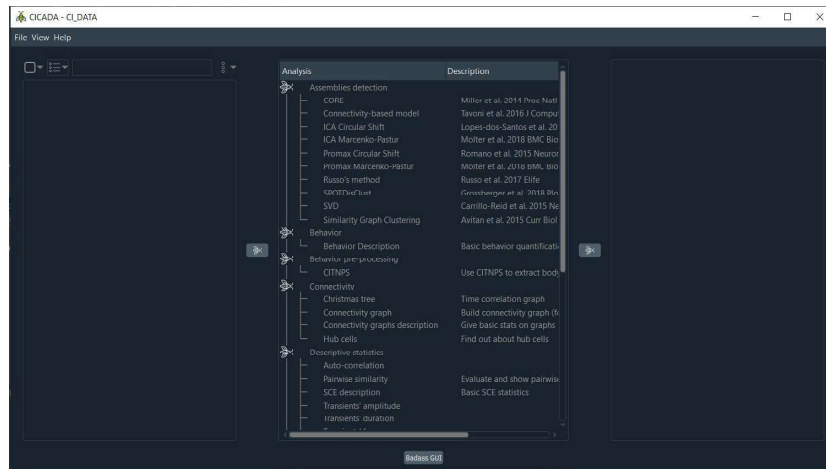 CICADA - CI_DATA
File View Help
Analysis Description
Assemblies detection
CORE Miller et al. 2014 Proc Natl
Connectivity-based model Tavoni et al. 2016 J Comput
ICA Circular Shift Lopes-dos-Santos et al. 20
ICA Marcenko-Pastur Molter et al. 2018 BMC Bio
Promax Circular Shift Romano et al. 2015 Neuron
Promax Marcenko-Pastur Molter et al. 2018 BMC Bio
Russo's method Russo et al. 2017 Elife
SPOTDisClust Grossberger et al. 2018 Plo
SVD Carrillo-Reid et al. 2015 Ne
Similarity Graph Clustering Avitan et al. 2015 Curr Biol
Behavior
Behavior Description Basic behavior quantificati
Behavior pre-processing
CITNPS Use CITNPS to extract body
Connectivity
Christmas tree Time correlation graph
Connectivity graph Build connectivity graph (fo
Connectivity graphs description Give basic stats on graphs
Hub cells Find out about hub cells
Descriptive statistics
Auto-correlation
Pairwise similarity Evaluate and show pairwise
SCE description Basic SCE statistics
Transients' amplitude
Transients' duration
Badass GUI